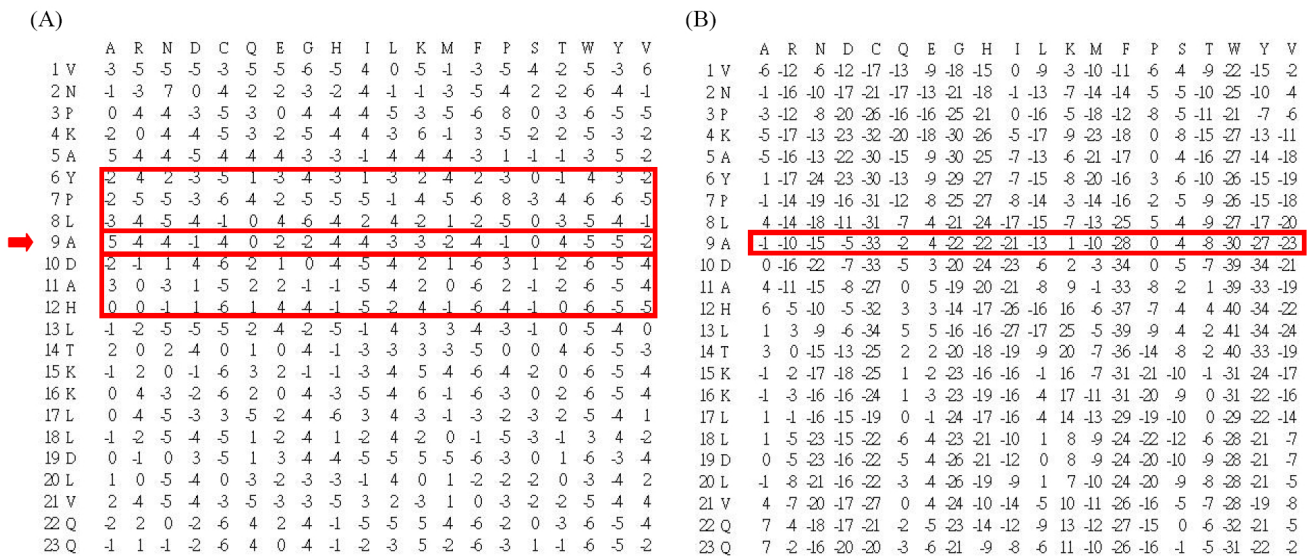 (A)
A R N D C Q E G H I L K M F P S T W Y V
1 V -3 -5 -5 -5 -3 -5 -5 -6 -5 4 0 -5 -1 -3 -5 -4 -2 -5 -3 6
2 N -1 -3 7 0 -4 -2 -2 -3 -2 -4 -1 -1 -3 -5 -4 2 -2 -6 -4 -1
3 P 0 -4 -4 -3 -5 -3 0 -4 -4 -4 -5 -3 -5 -6 8 0 -3 -6 -5 -5
4 K -2 0 4 -4 -5 -3 -2 -5 -4 -4 -3 6 -1 -3 -5 -2 -2 -5 -3 -2
5 A 5 -4 -4 -5 -4 -4 -4 -3 -3 -1 -4 -4 -4 -3 1 -1 -1 -3 5 -2
6 Y -2 4 2 -3 -5 1 -3 -4 -3 1 -3 2 -4 2 -3 0 -1 4 3 -2
7 P -2 -5 -5 -3 -6 -4 -2 -5 -5 -5 -1 -4 -5 -6 8 -3 -4 -6 -6 -5
8 L -3 -4 -5 -4 -1 0 4 -6 -4 2 4 -2 1 -2 -5 0 -3 -5 -4 -1
9 A 5 -4 -4 -1 -4 0 -2 -2 -4 -4 -3 -3 -2 -4 -1 0 4 -5 -5 -2
10 D -2 -1 1 4 -6 -2 1 0 -4 -5 -4 2 1 -6 3 1 -2 -6 -5 -4
11 A 3 0 -3 1 -5 2 2 -1 -1 -5 -4 2 0 -6 2 -1 -2 -6 -5 -4
12 H 0 0 -1 1 -6 1 4 -4 -1 -5 -2 4 -1 -6 -2 1 0 -6 -5 -5
13 L -1 -2 -5 -5 -5 -2 -4 2 -5 -1 4 3 3 -4 -3 -1 0 -5 -4 0
14 T 2 0 2 -4 0 1 0 -4 -1 -3 -3 3 -3 -5 0 0 4 -6 -5 -3
15 K -1 2 0 -1 -6 3 2 -1 -1 -3 -5 4 -2 -6 -4 2 0 -6 -5 -4
16 K 0 4 -3 -2 -6 2 0 -4 -3 -5 -4 6 -1 -6 -3 -1 0 -6 -5 -4
17 L 0 4 -5 -3 3 -5 -2 -4 -6 3 4 -3 -1 -3 -2 -5 -2 -5 -4 1
18 L -1 -2 -5 -4 -5 1 -2 -4 1 -2 4 -2 0 -1 -5 -3 -1 3 4 -2
19 D 0 -1 0 3 -5 1 3 -4 -4 -5 -5 5 -5 -6 -3 0 1 -6 -3 -4
20 L 1 0 -5 -4 0 -3 -2 -3 -3 -1 4 0 1 -2 -2 -2 0 -3 -4 2
21 V 2 -4 -5 -4 -3 -5 -3 -5 -3 5 -1 -4 0 -1 -3 -2 -3 -5 -4 4
22 Q -2 2 0 -2 -6 4 2 -4 -1 -5 -5 5 -4 -6 -2 0 -3 -6 -5 -4
23 Q -1 1 -1 -2 -6 4 0 -4 -1 -2 -3 5 -2 -6 -3 1 -1 -6 -5 -2
(B)
A R N D C Q E G H I L K M F P S T W Y V
1 V -6 -12 -6 -12 -17 -13 -9 -18 -15 0 -9 -3 -10 -11 -6 -4 -9 -22 -15 -2
2 N -1 -16 -10 -17 -21 -17 -13 -21 -18 -1 -13 -7 -14 -14 -5 -5 -10 -25 -10 -4
3 P -3 -12 -8 -20 -26 -16 -16 -25 -21 0 -16 -5 -18 -12 -8 -5 -11 -21 -7 -6
4 K -5 -17 -13 -23 -32 -20 -18 -30 -26 -5 -17 -9 -23 -18 0 -8 -15 -27 -13 -11
5 A -5 -16 -13 -22 -30 -15 -9 -30 -25 -7 -13 -6 -21 -17 0 -4 -16 -27 -14 -18
6 Y 1 -17 -24 -23 -30 -13 -9 -29 -27 -7 -15 -8 -20 -16 3 -6 -10 -26 -15 -19
7 P -1 -14 -19 -16 -31 -12 -8 -25 -27 -8 -14 -3 -14 -16 -2 -5 -9 -26 -15 -18
8 L 4 -14 -18 -11 -31 -7 -4 -21 -24 -17 -15 -7 -13 -25 5 -4 -9 -27 -17 -20
9 A -1 -10 -15 -5 -33 -2 4 -22 -22 -21 -13 1 -10 -28 0 -4 -8 -30 -27 -23
10 D 0 -16 -22 -7 -33 -5 3 -20 -24 -23 -6 2 -3 -34 0 -5 -7 -39 -34 -21
11 A 4 -11 -15 -8 -27 0 5 -19 -20 -21 -8 9 -1 -33 -8 -2 1 -39 -33 -19
12 H 6 -5 -10 -5 -32 3 3 -14 -17 -26 -16 16 -6 -37 -7 -4 4 -40 -34 -22
13 L 1 3 -9 -6 -34 5 5 -16 -16 -27 -17 25 -5 -39 -9 -4 -2 -41 -34 -24
14 T 3 0 -15 -13 -25 2 2 -20 -18 -19 -9 20 -7 -36 -14 -8 -2 -40 -33 -19
15 K -1 -2 -17 -18 -25 1 -2 -23 -16 -16 -1 16 -7 -31 -21 -10 -1 -31 -24 -17
16 K -1 -3 -16 -16 -24 1 -3 -23 -19 -16 -4 17 -11 -31 -20 -9 0 -31 -22 -16
17 L 1 -1 -16 -15 -19 0 -1 -24 -17 -16 -4 14 -13 -29 -19 -10 0 -29 -22 -14
18 L 1 -5 -23 -15 -22 -6 -4 -23 -21 -10 1 8 -9 -24 -22 -12 -6 -28 -21 -7
19 D 0 -5 -23 -16 -22 -5 -4 -26 -21 -12 0 8 -9 -24 -20 -10 -9 -28 -21 -7
20 L -1 -8 -21 -16 -22 -3 -4 -26 -19 -9 1 7 -10 -24 -20 -9 -8 -28 -21 -5
21 V 4 -7 -20 -17 -27 0 -4 -24 -10 -14 -5 10 -11 -26 -16 -5 -7 -28 -19 -8
22 Q 7 -4 -18 -17 -21 -2 -5 -23 -14 -12 -9 13 -12 -27 -15 0 -6 -32 -21 -5
23 Q 7 -2 -16 -20 -20 -3 -6 -21 -9 -8 -6 11 -10 -26 -16 -1 -5 -31 -22 -2